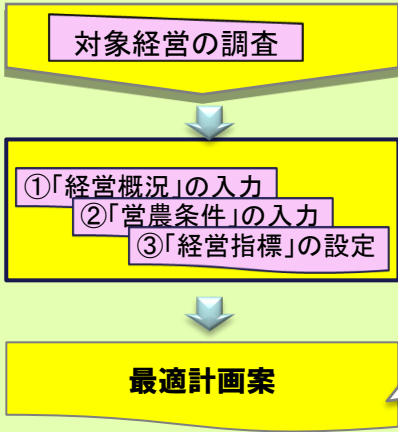 対象経営の調査
①「経営概況」の入力
②「営農条件」の入力
③「経営指標」の設定
最適計画案